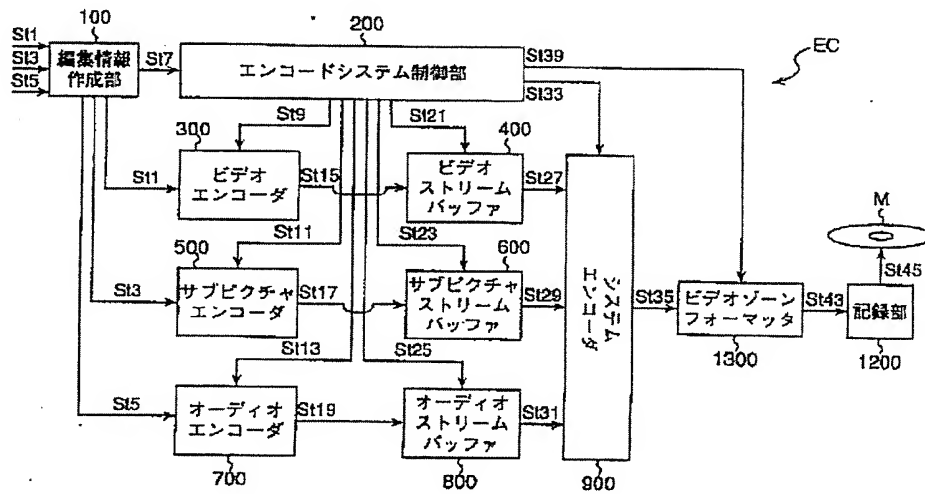 100
200
St1
St3
St5
編集情報
作成部
St7
エンコードシステム制御部
St39
St33
EC
St9
St21
300
400
St1
ビデオ
エンコーダ
St15
ビデオ
ストリーム
バッファ
St27
St11
St23
500
600
St3
サブピクチャ
エンコーダ
St17
サブピクチャ
ストリーム
バッファ
St29
システム
エンコーダ
St35
ビデオゾーン
フォーマッタ
1300
St43
M
St45
記録部
1200
St13
St25
St5
オーディオ
エンコーダ
St19
オーディオ
ストリーム
バッファ
St31
700
800
900